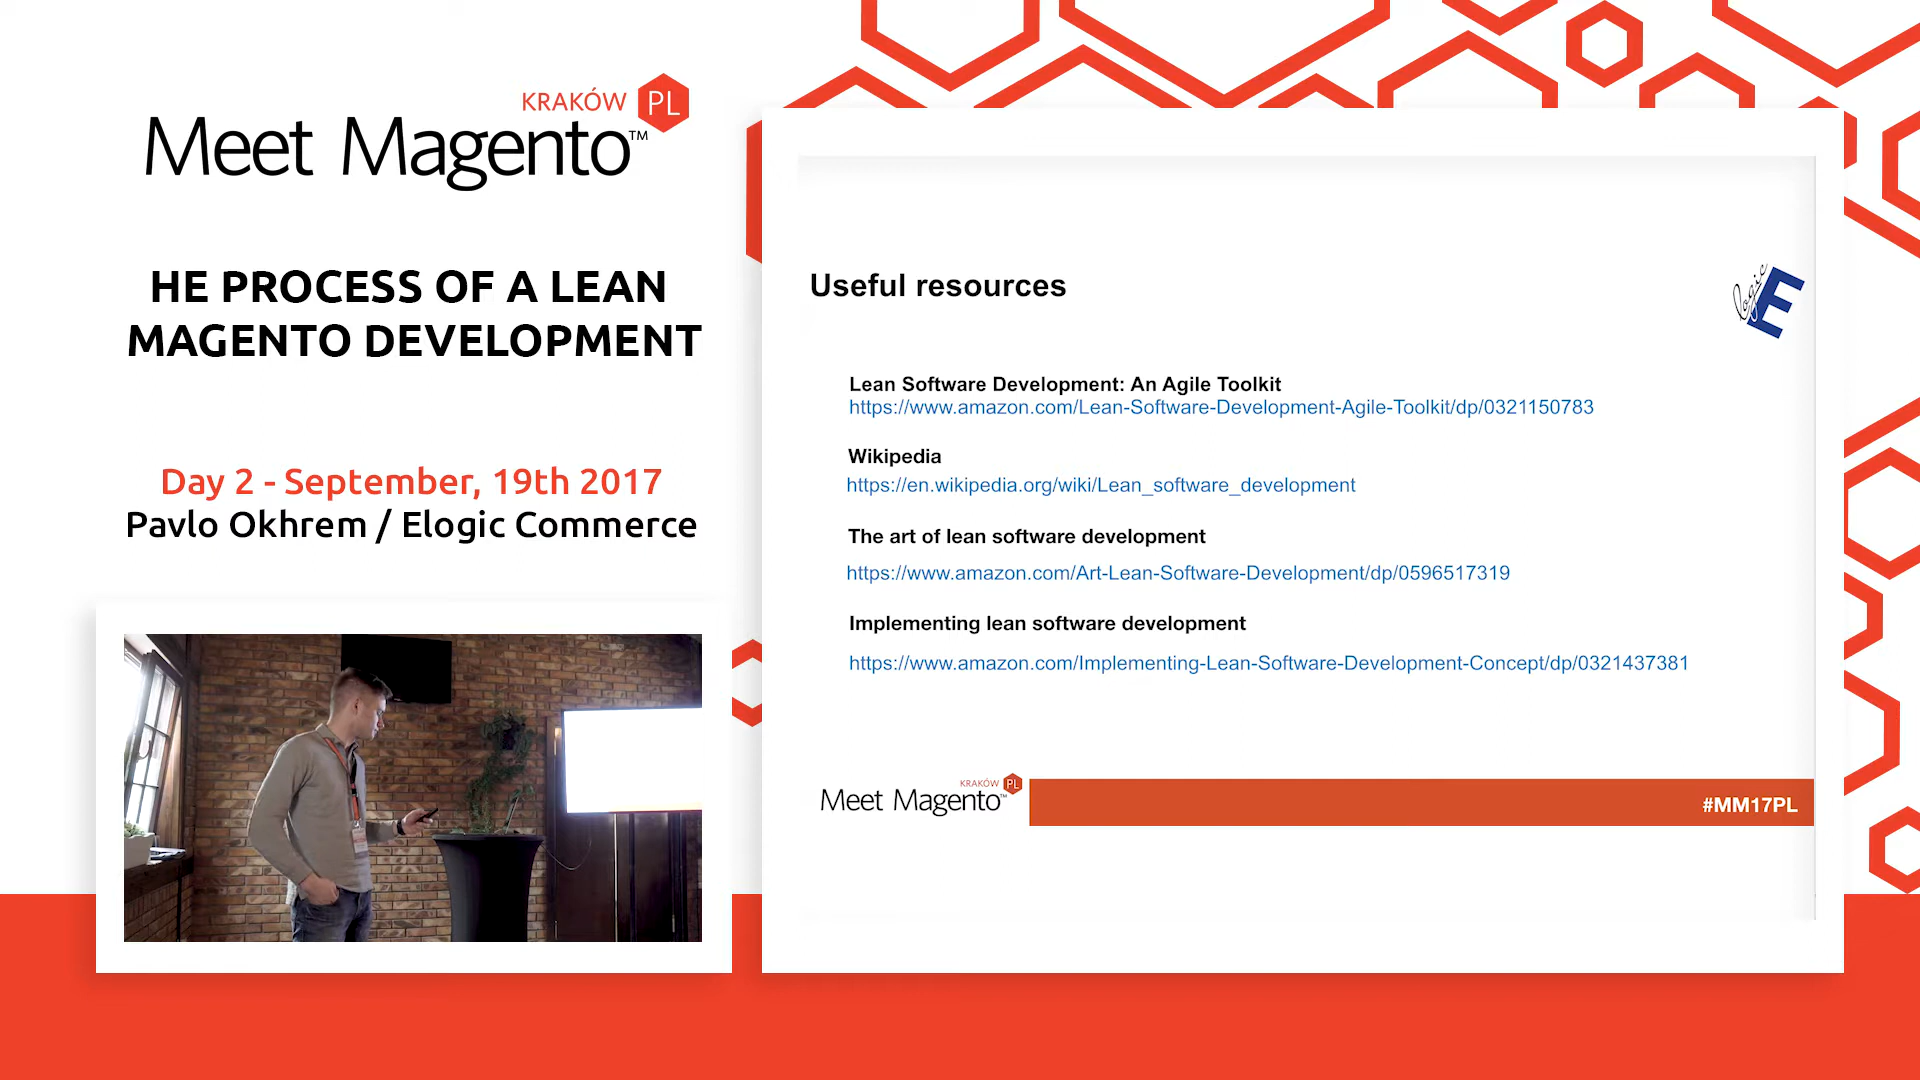 KRAKÓW PL
Meet Magento™
HE PROCESS OF A LEAN
MAGENTO DEVELOPMENT
Day 2 - September, 19th 2017
Pavlo Okhrem / Elogic Commerce
Useful resources
logic E
Lean Software Development: An Agile Toolkit
https://www.amazon.com/Lean-Software-Development-Agile-Toolkit/dp/0321150783
Wikipedia
https://en.wikipedia.org/wiki/Lean_software_development
The art of lean software development
https://www.amazon.com/Art-Lean-Software-Development/dp/0596517319
Implementing lean software development
https://www.amazon.com/Implementing-Lean-Software-Development-Concept/dp/0321437381
KRAKÓW PL
Meet Magento™
#MM17PL